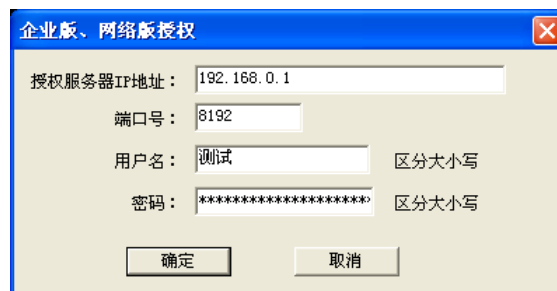 企业版、网络版授权
授权服务器IP地址： 192.168.0.1
端口号： 8192
用户名： 测试 区分大小写
密码： ********************* 区分大小写
确定 取消